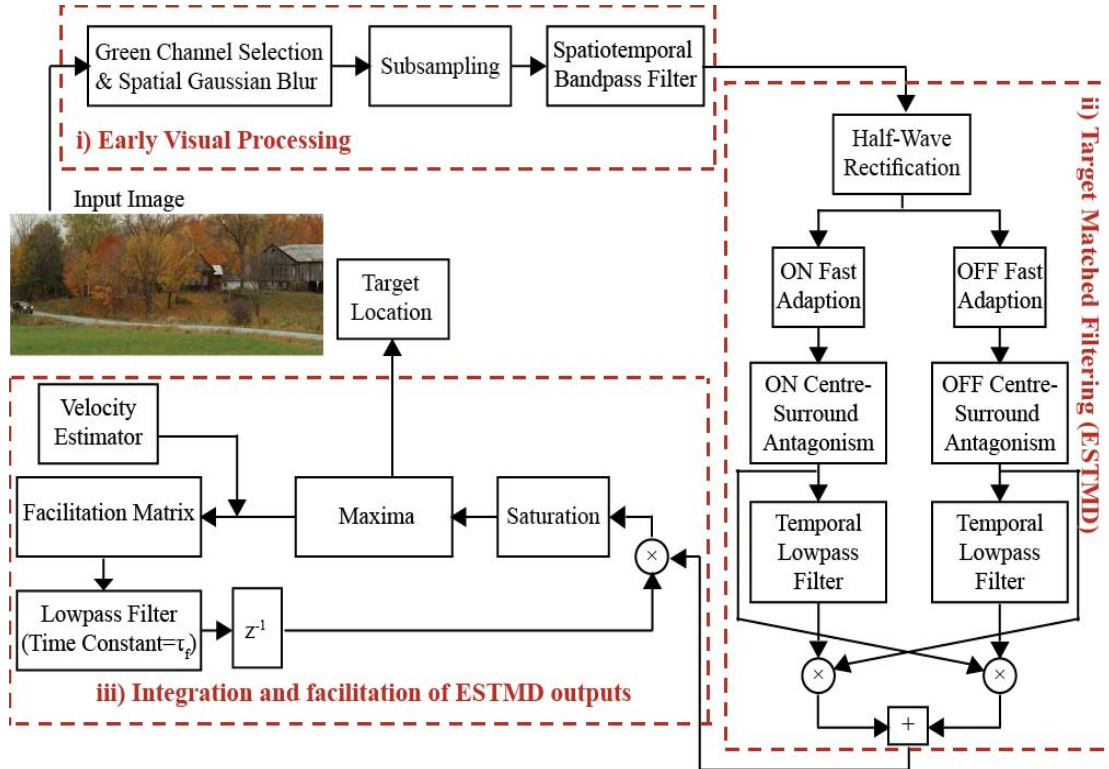 Green Channel Selection
& Spatial Gaussian Blur
Subsampling
Spatiotemporal
Bandpass Filter
i) Early Visual Processing
Input Image
ii) Target Matched Filtering (ESTMD)
Half-Wave
Rectification
ON Fast
Adaption
OFF Fast
Adaption
ON Centre-
Surround
Antagonism
OFF Centre-
Surround
Antagonism
Temporal
Lowpass
Filter
Temporal
Lowpass
Filter
×
×
+
Target
Location
Velocity
Estimator
Facilitation Matrix
Maxima
Saturation
×
Lowpass Filter
(Time Constant=τf)
z-1
iii) Integration and facilitation of ESTMD outputs